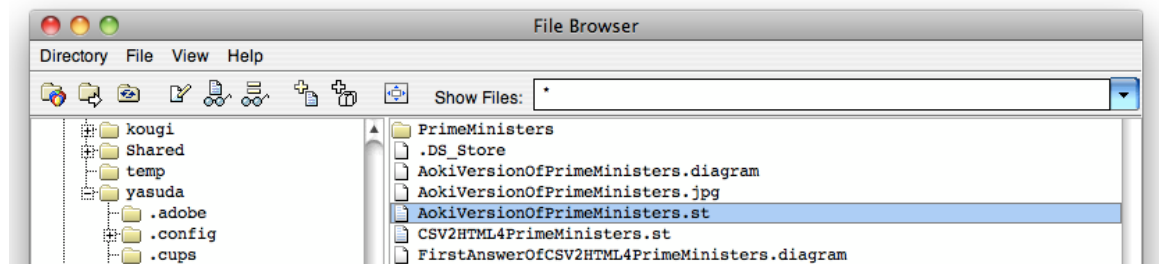 File Browser
Directory File View Help
Show Files: *
kougi
Shared
temp
yasuda
.adobe
.config
.cups
PrimeMinisters
.DS_Store
AokiVersionOfPrimeMinisters.diagram
AokiVersionOfPrimeMinisters.jpg
AokiVersionOfPrimeMinisters.st
CSV2HTML4PrimeMinisters.st
FirstAnswerOfCSV2HTML4PrimeMinisters.diagram